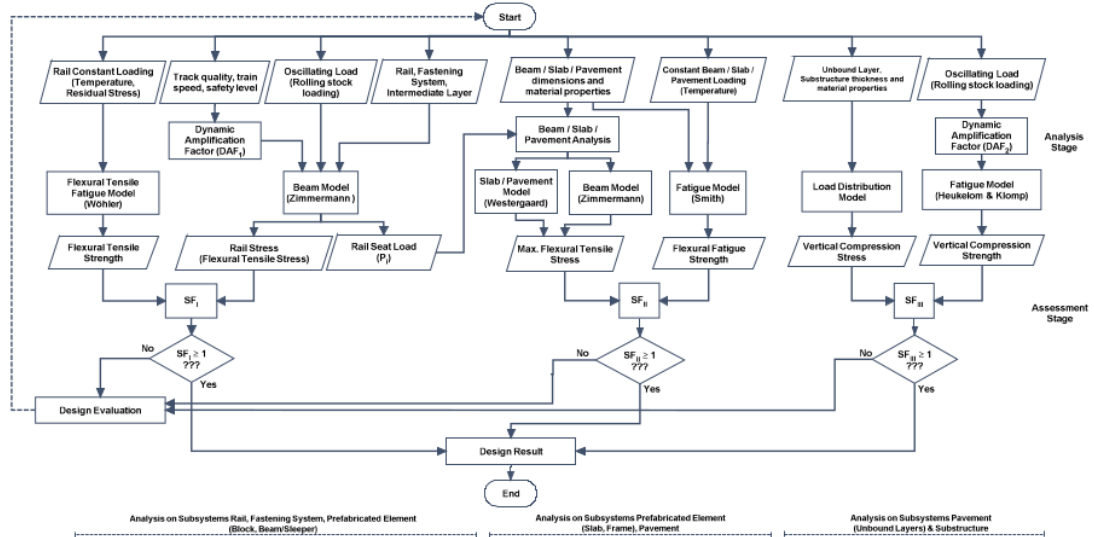 Start
Rail Constant Loading
(Temperature,
Residual Stress)
Track quality, train
speed, safety level
Oscillating Load
(Rolling stock
loading)
Rail, Fastening
System,
Intermediate Layer
Beam / Slab / Pavement
dimensions and
material properties
Constant Beam / Slab /
Pavement Loading
(Temperature)
Unbound Layer,
Substructure thickness and
material properties
Oscillating Load
(Rolling stock loading)
Dynamic
Amplification
Factor (DAF1)
Beam / Slab /
Pavement Analysis
Dynamic
Amplification
Factor (DAF2)
Analysis
Stage
Flexural Tensile
Fatigue Model
(Wöhler)
Beam Model
(Zimmermann )
Slab / Pavement
Model
(Westergaard)
Beam Model
(Zimmermann)
Fatigue Model
(Smith)
Load Distribution
Model
Fatigue Model
(Heukelom & Klomp)
Flexural Tensile
Strength
Rail Stress
(Flexural Tensile Stress)
Rail Seat Load
(Pi)
Max. Flexural Tensile
Stress
Flexural Fatigue
Strength
Vertical Compression
Stress
Vertical Compression
Strength
SFI
SFII
SFIII
Assessment
Stage
No
SFI ≥ 1
???
Yes
No
SFII ≥ 1
???
Yes
No
SFIII ≥ 1
???
Yes
Design Evaluation
Design Result
End
Analysis on Subsystems Rail, Fastening System, Prefabricated Element
(Block, Beam/Sleeper)
Analysis on Subsystems Prefabricated Element
(Slab, Frame), Pavement
Analysis on Subsystems Pavement
(Unbound Layers) & Substructure